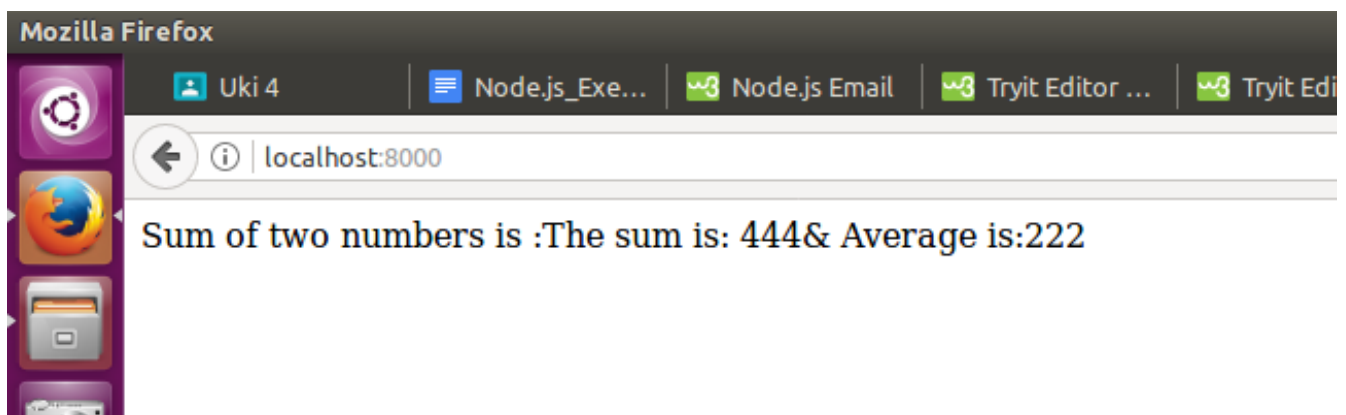 Mozilla Firefox
Uki 4 Node.js_Exe... Node.js Email Tryit Editor ... Tryit Edi
localhost:8000
Sum of two numbers is :The sum is: 444& Average is:222